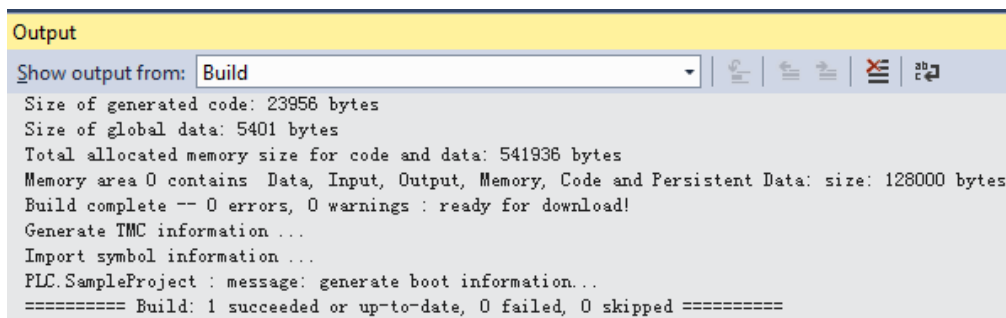 Output
Show output from: Build
Size of generated code: 23956 bytes
Size of global data: 5401 bytes
Total allocated memory size for code and data: 541936 bytes
Memory area 0 contains  Data, Input, Output, Memory, Code and Persistent Data: size: 128000 bytes
Build complete -- 0 errors, 0 warnings : ready for download!
Generate TMC information ...
Import symbol information ...
PLC.SampleProject : message: generate boot information...
========== Build: 1 succeeded or up-to-date, 0 failed, 0 skipped ==========